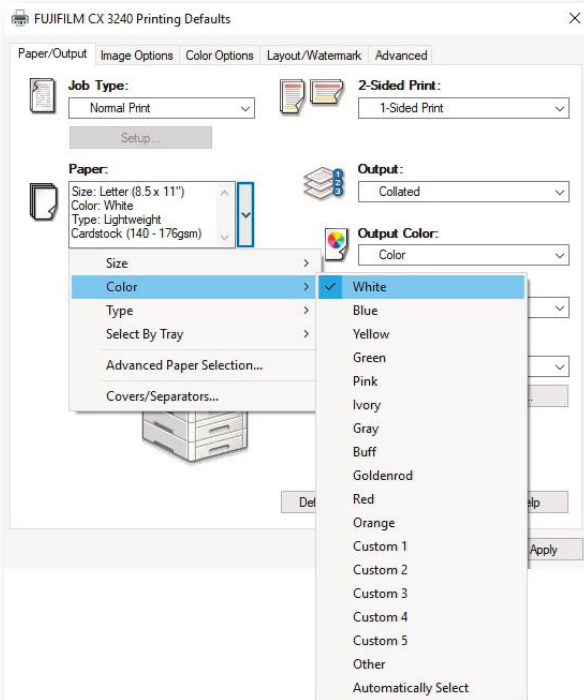 FUJIFILM CX 3240 Printing Defaults
Paper/Output Image Options Color Options Layout/Watermark Advanced
Job Type:
Normal Print
Setup...
2-Sided Print:
1-Sided Print
Paper:
Size: Letter (8.5 x 11")
Color: White
Type: Lightweight
Cardstock (140 - 176gsm)
Output:
1
2
3
Collated
Output Color:
Color
Size
Color
Type
Select By Tray
Advanced Paper Selection...
Covers/Separators...
White
Blue
Yellow
Green
Pink
Ivory
Gray
Buff
Goldenrod
Red
Orange
Custom 1
Custom 2
Custom 3
Custom 4
Custom 5
Other
Automatically Select
Apply